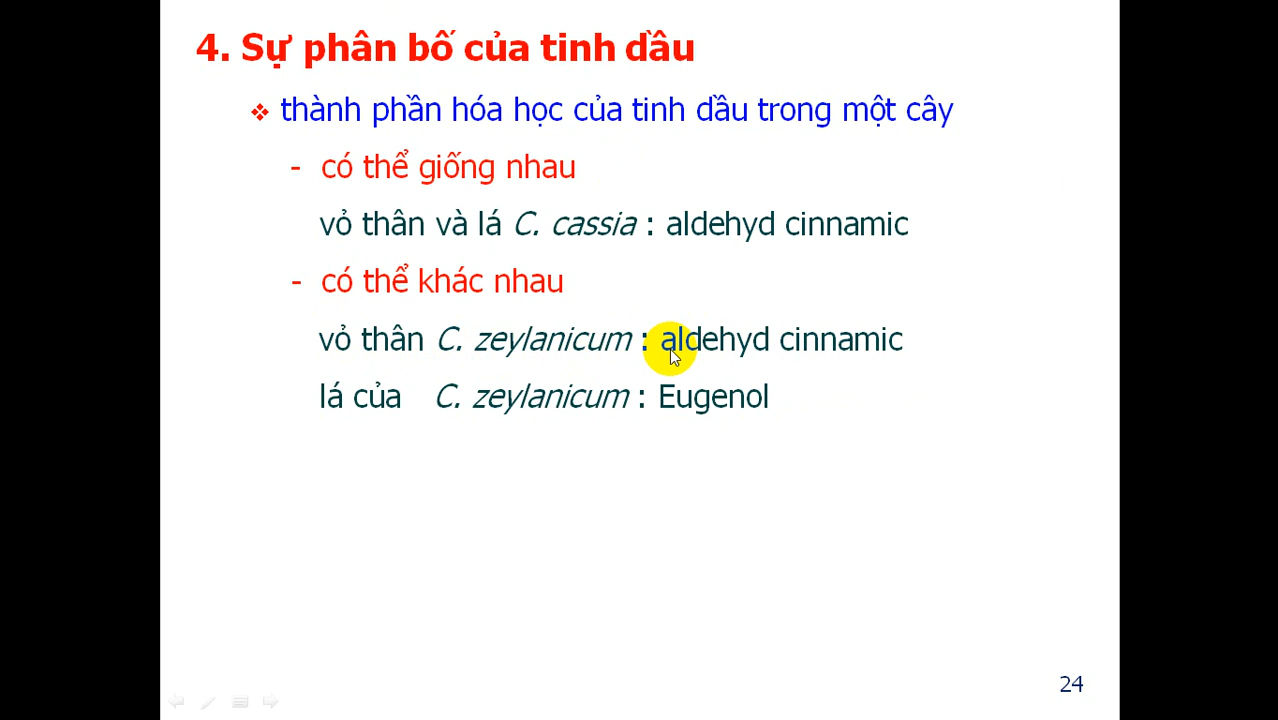 4. Sự phân bố của tinh dầu
❖ thành phần hóa học của tinh dầu trong một cây
- có thể giống nhau
vỏ thân và lá C. cassia : aldehyd cinnamic
- có thể khác nhau
vỏ thân C. zeylanicum : aldehyd cinnamic
lá của C. zeylanicum : Eugenol
24